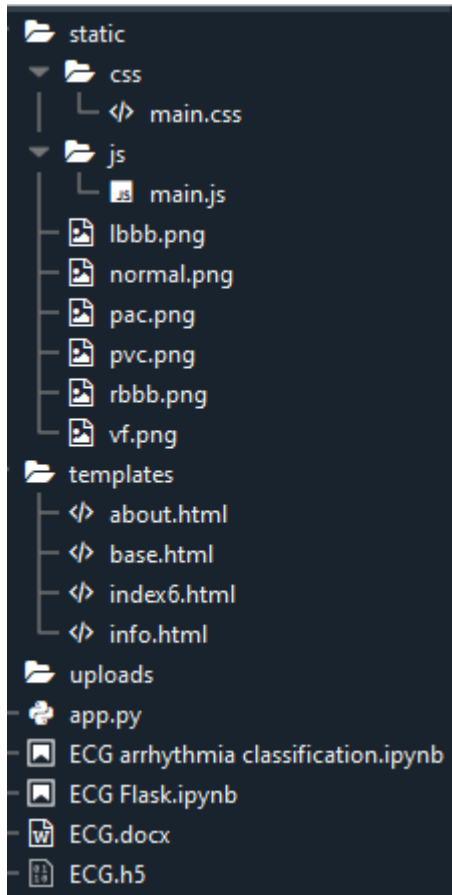 static
css
main.css
js
main.js
lbbb.png
normal.png
pac.png
pvc.png
rbbb.png
vf.png
templates
about.html
base.html
index6.html
info.html
uploads
app.py
ECG arrhythmia classification.ipynb
ECG Flask.ipynb
ECG.docx
ECG.h5